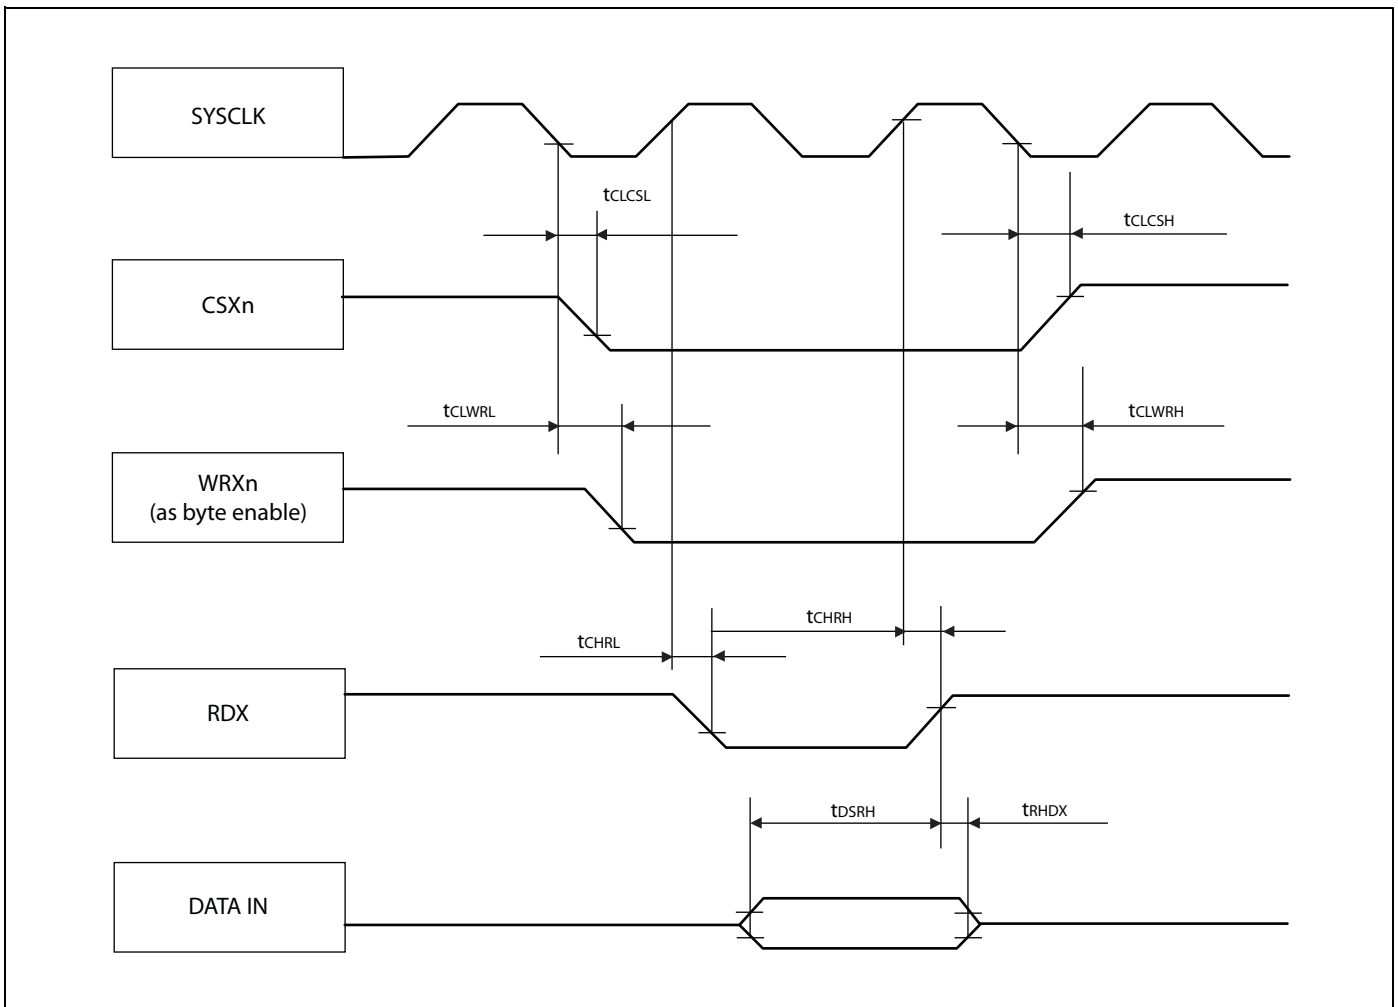 SYSCLK
tCLCSL
tCLCSH
CSXn
tCLWRL
tCLWRH
WRXn
(as byte enable)
tCHRH
tCHRL
RDX
tDSRH
tRHDX
DATA IN